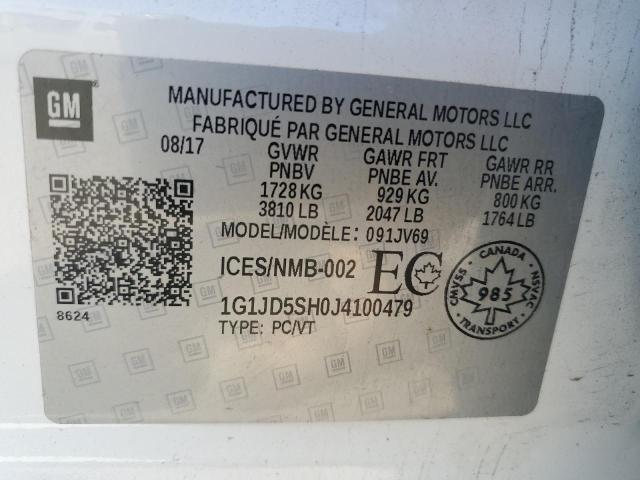 GM
MANUFACTURED BY GENERAL MOTORS LLC
FABRIQUÉ PAR GENERAL MOTORS LLC
08/17
GVWR
PNBV
1728 KG
3810 LB
GAWR FRT
PNBE AV.
929 KG
2047 LB
GAWR RR
PNBE ARR.
800 KG
1764 LB
MODEL/MODÈLE: 091JV69
ICES/NMB-002
EC
1G1JD5SH0J4100479
TYPE: PC/VT
8624
CANADA
CMVSS
985
NSVAC
TRANSPORT